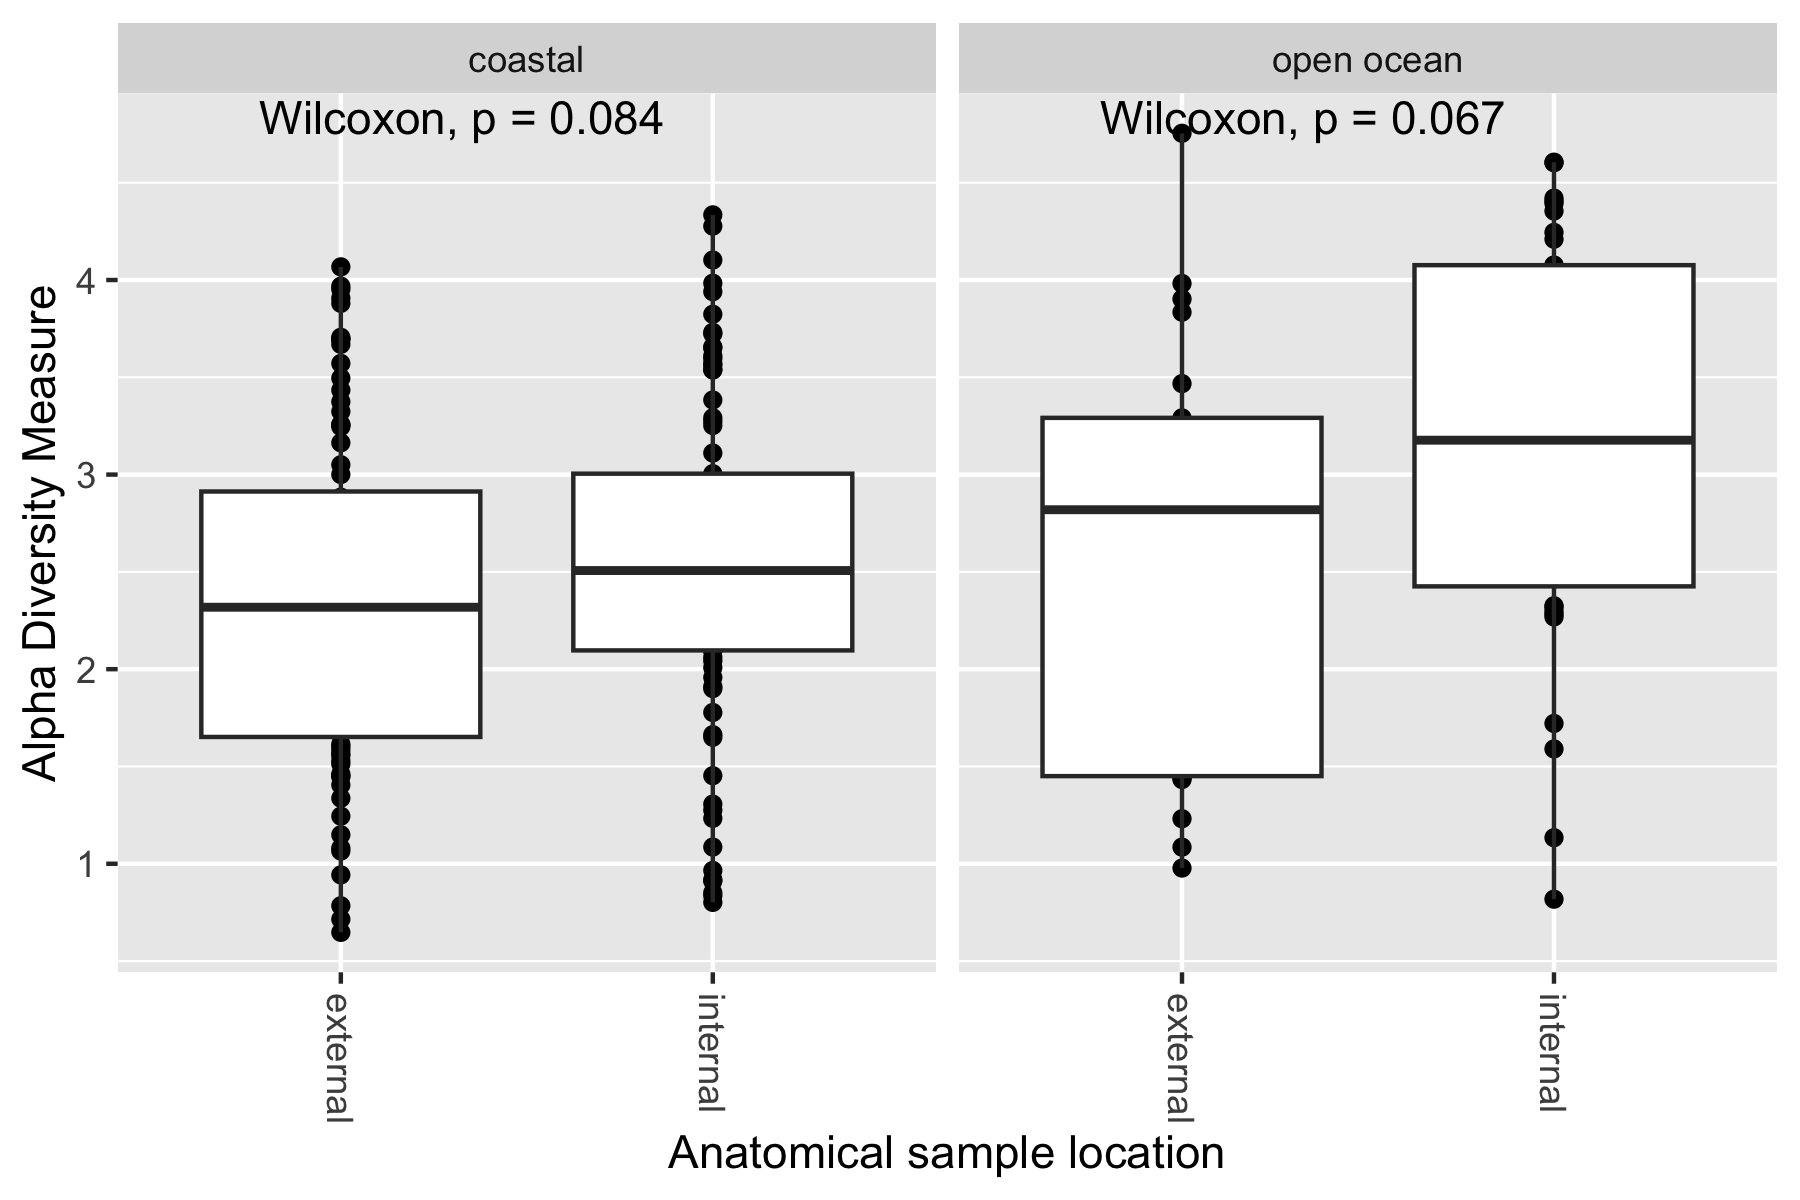 coastal
open ocean
Wilcoxon, p = 0.084
Wilcoxon, p = 0.067
Alpha Diversity Measure
4
3
2
1
external
internal
external
internal
Anatomical sample location